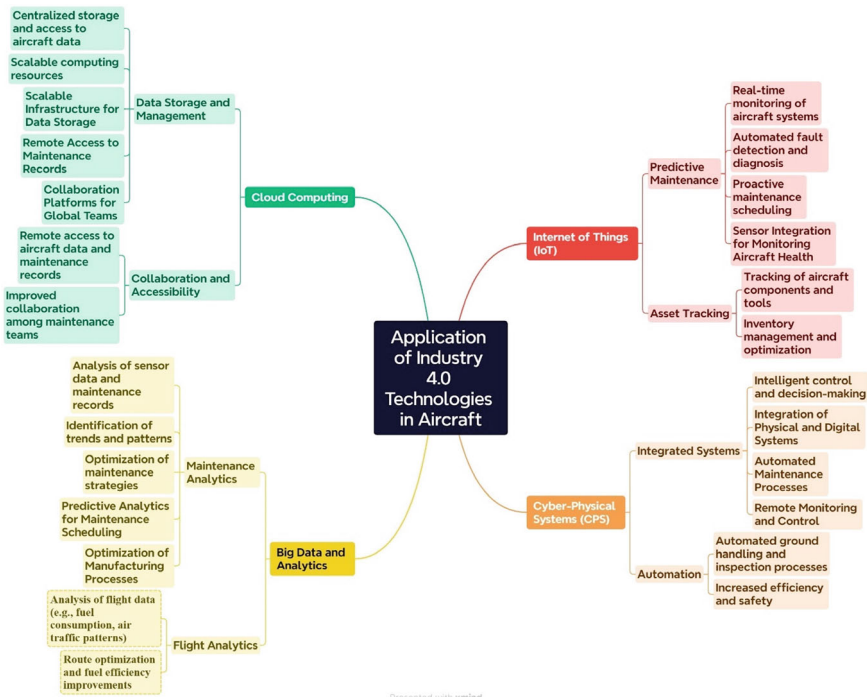 Centralized storage
and access to
aircraft data
Scalable computing
resources
Scalable
Infrastructure for
Data Storage
Remote Access to
Maintenance
Records
Collaboration
Platforms for
Global Teams
Data Storage and
Management
Remote access to
aircraft data and
maintenance
records
Improved
collaboration
among maintenance
teams
Collaboration and
Accessibility
Cloud Computing
Real-time
monitoring of
aircraft systems
Automated fault
detection and
diagnosis
Proactive
maintenance
scheduling
Sensor Integration
for Monitoring
Aircraft Health
Predictive
Maintenance
Tracking of aircraft
components and
tools
Inventory
management and
optimization
Asset Tracking
Internet of Things
(IoT)
Application
of Industry
4.0
Technologies
in Aircraft
Analysis of sensor
data and
maintenance
records
Identification of
trends and patterns
Optimization of
maintenance
strategies
Predictive Analytics
for Maintenance
Scheduling
Optimization of
Manufacturing
Processes
Maintenance
Analytics
Analysis of flight data
(e.g., fuel
consumption, air
traffic patterns)
Route optimization
and fuel efficiency
improvements
Flight Analytics
Big Data and
Analytics
Intelligent control
and decision-making
Integration of
Physical and Digital
Systems
Automated
Maintenance
Processes
Remote Monitoring
and Control
Integrated Systems
Automated ground
handling and
inspection processes
Increased efficiency
and safety
Automation
Cyber-Physical
Systems (CPS)